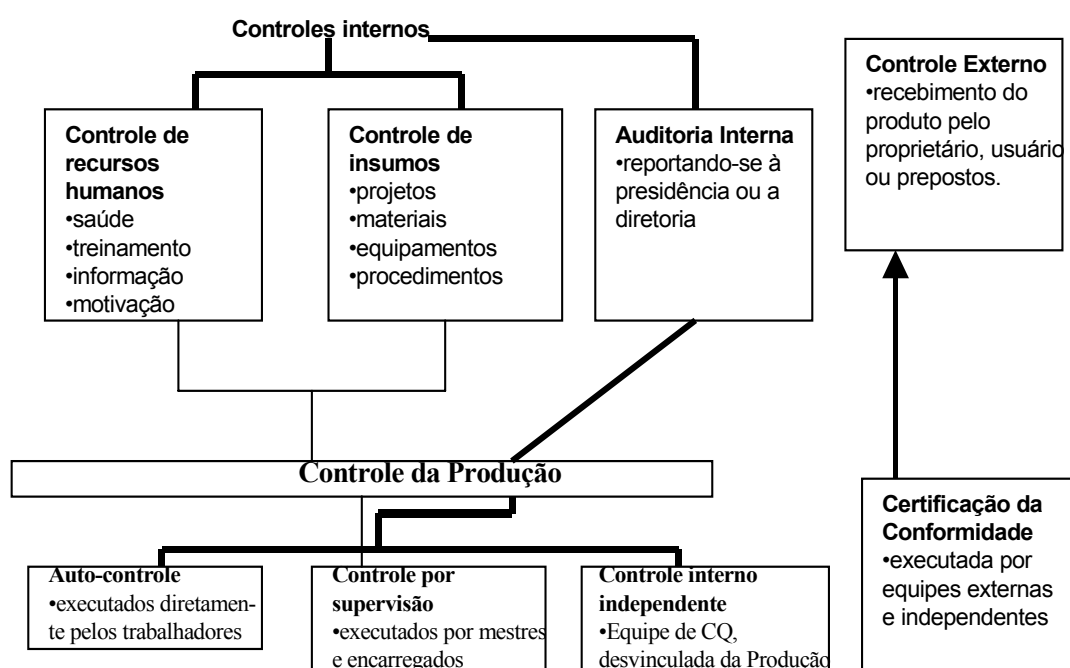 Controles internos
Controle de
recursos
humanos
•saúde
•treinamento
•informação
•motivação
Controle de
insumos
•projetos
•materiais
•equipamentos
•procedimentos
Auditoria Interna
•reportando-se à
presidência ou a
diretoria
Controle Externo
•recebimento do
produto pelo
proprietário, usuário
ou prepostos.
Controle da Produção
Auto-controle
•executados diretamen-
te pelos trabalhadores
Controle por
supervisão
•executados por mestres
e encarregados
Controle interno
independente
•Equipe de CQ,
desvinculada da Produção
Certificação da
Conformidade
•executada por
equipes externas
e independentes